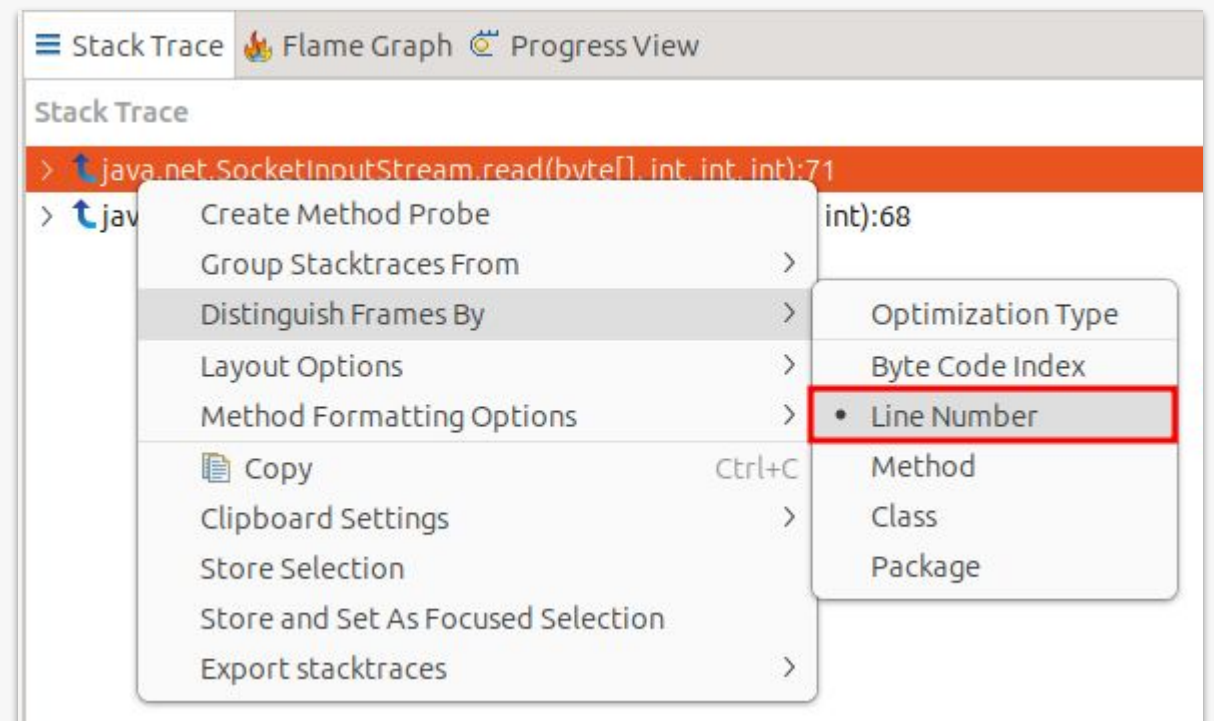 Stack Trace Flame Graph Progress View
Stack Trace
java.net.SocketInputStream.read(byte[], int, int, int):71
jav int):68
Create Method Probe
Group Stacktraces From
Distinguish Frames By
Layout Options
Method Formatting Options
Copy Ctrl+C
Clipboard Settings
Store Selection
Store and Set As Focused Selection
Export stacktraces
Optimization Type
Byte Code Index
Line Number
Method
Class
Package